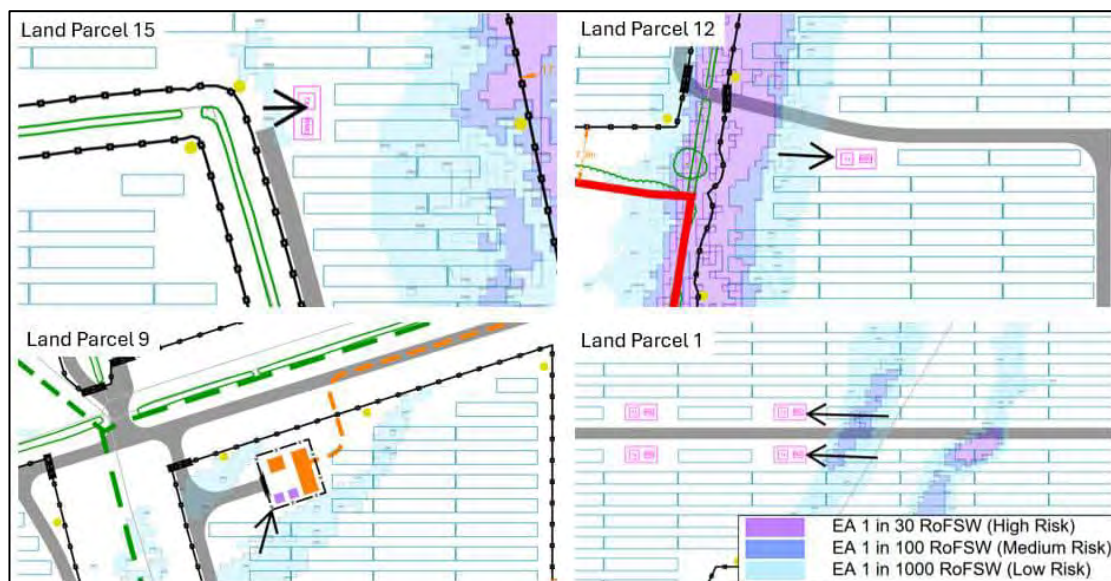 Land Parcel 15
Land Parcel 12
Land Parcel 9
Land Parcel 1
EA 1 in 30 RoFSW (High Risk)
EA 1 in 100 RoFSW (Medium Risk)
EA 1 in 1000 RoFSW (Low Risk)